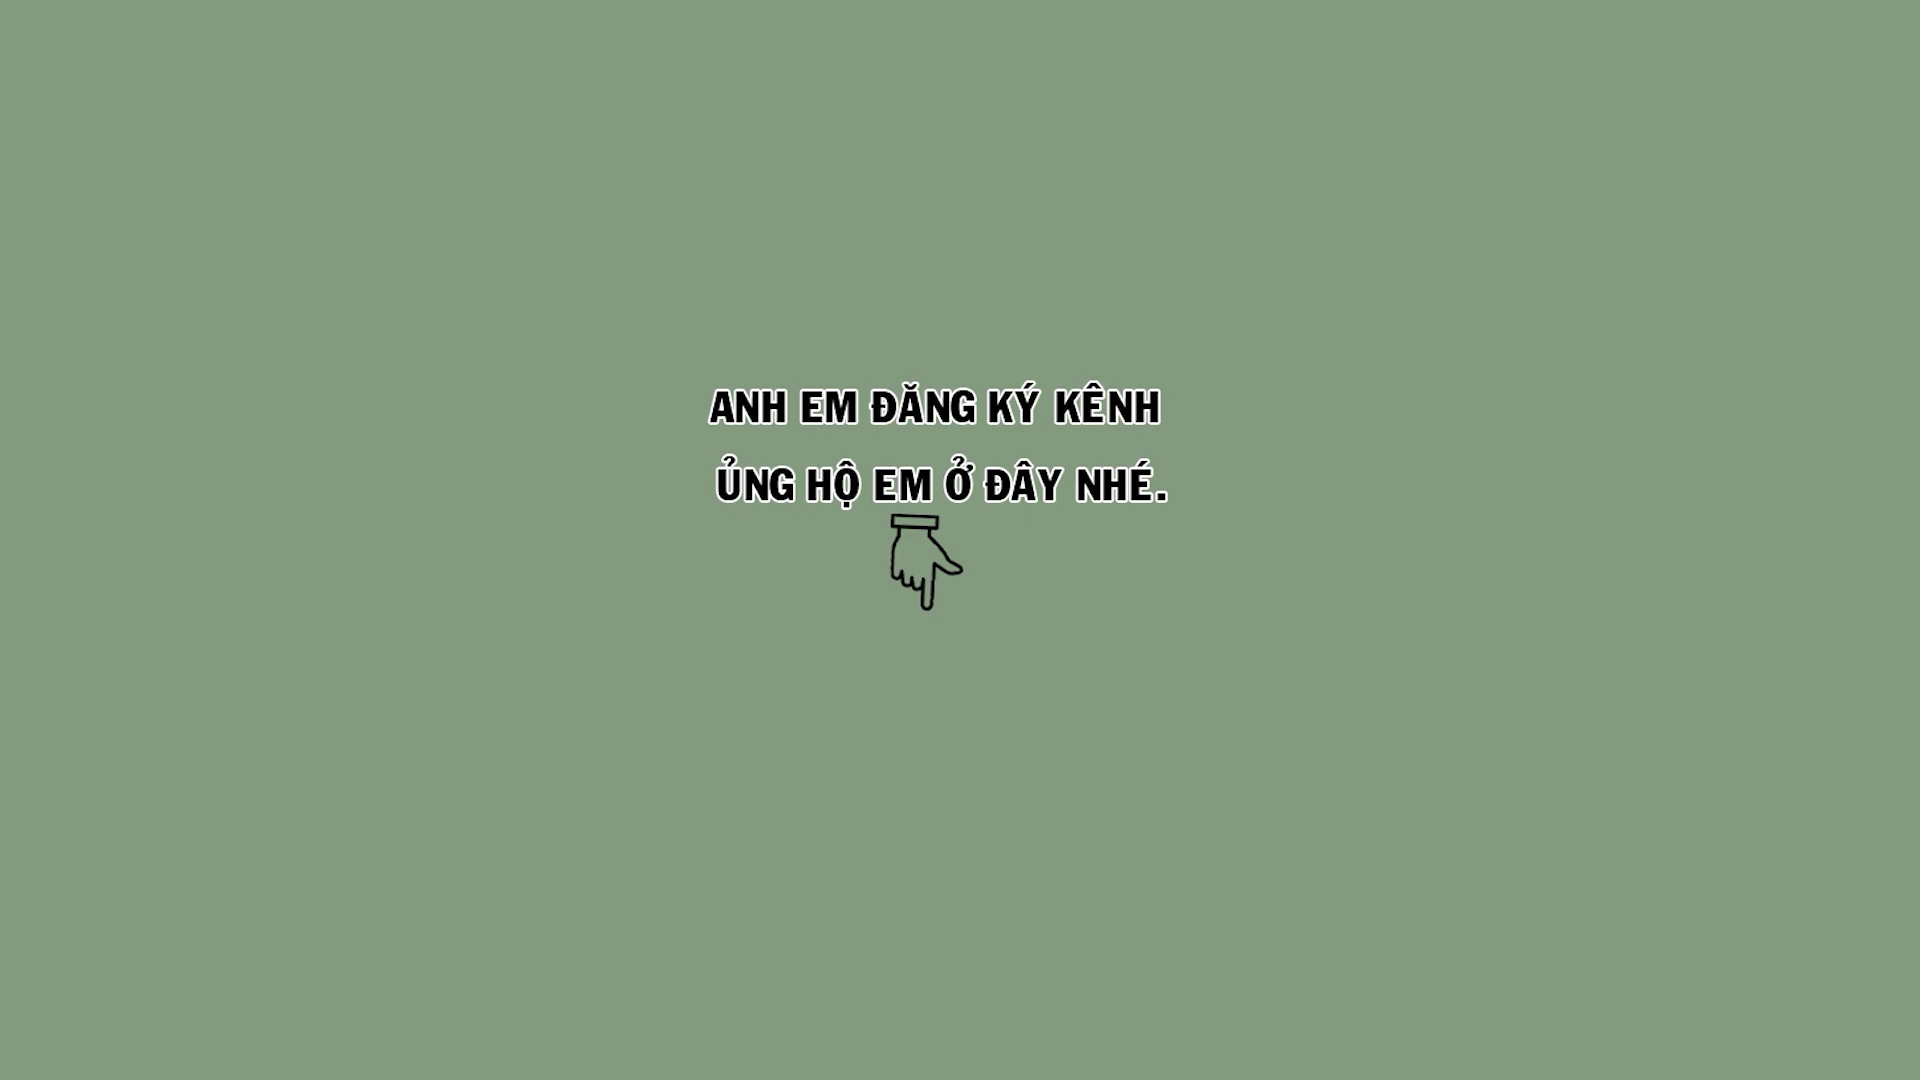 ANH EM ĐĂNG KÝ KÊNH
ỦNG HỘ EM Ở ĐÂY NHÉ.